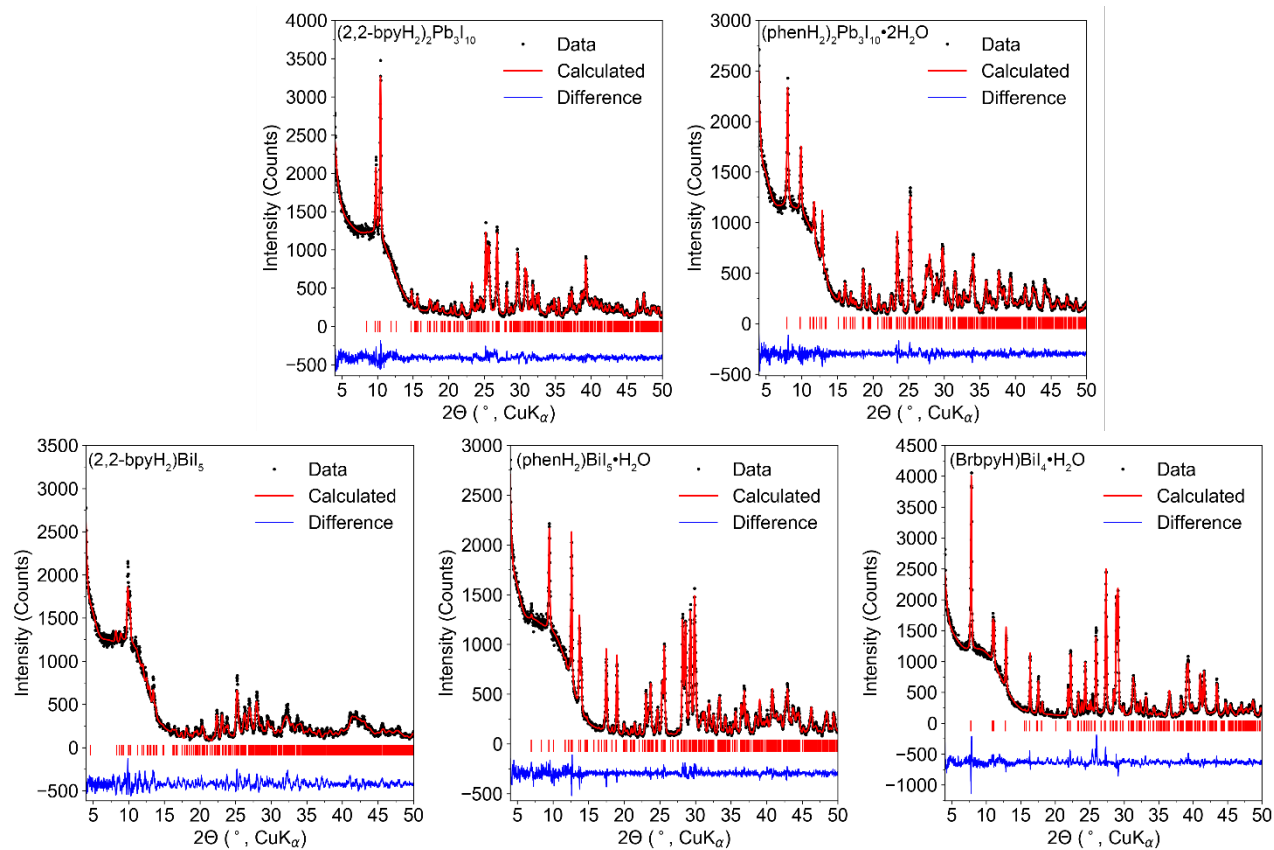 (2,2-bpyH₂)₂Pb₃I₁₀
Data
Calculated
Difference
4000
3500
3000
2500
2000
1500
1000
500
0
−500
Intensity (Counts)
5 10 15 20 25 30 35 40 45 50
2Θ (°, CuKα)
(phenH₂)₂Pb₃I₁₀•2H₂O
Data
Calculated
Difference
3000
2500
2000
1500
1000
500
0
−500
Intensity (Counts)
5 10 15 20 25 30 35 40 45 50
2Θ (°, CuKα)
(2,2-bpyH₂)BiI₅
Data
Calculated
Difference
3500
3000
2500
2000
1500
1000
500
0
−500
Intensity (Counts)
5 10 15 20 25 30 35 40 45 50
2Θ (°, CuKα)
(phenH₂)BiI₅•H₂O
Data
Calculated
Difference
3000
2500
2000
1500
1000
500
0
−500
Intensity (Counts)
5 10 15 20 25 30 35 40 45 50
2Θ (°, CuKα)
(BrbpyH)BiI₄•H₂O
Data
Calculated
Difference
4500
4000
3500
3000
2500
2000
1500
1000
500
0
−500
−1000
Intensity (Counts)
5 10 15 20 25 30 35 40 45 50
2Θ (°, CuKα)